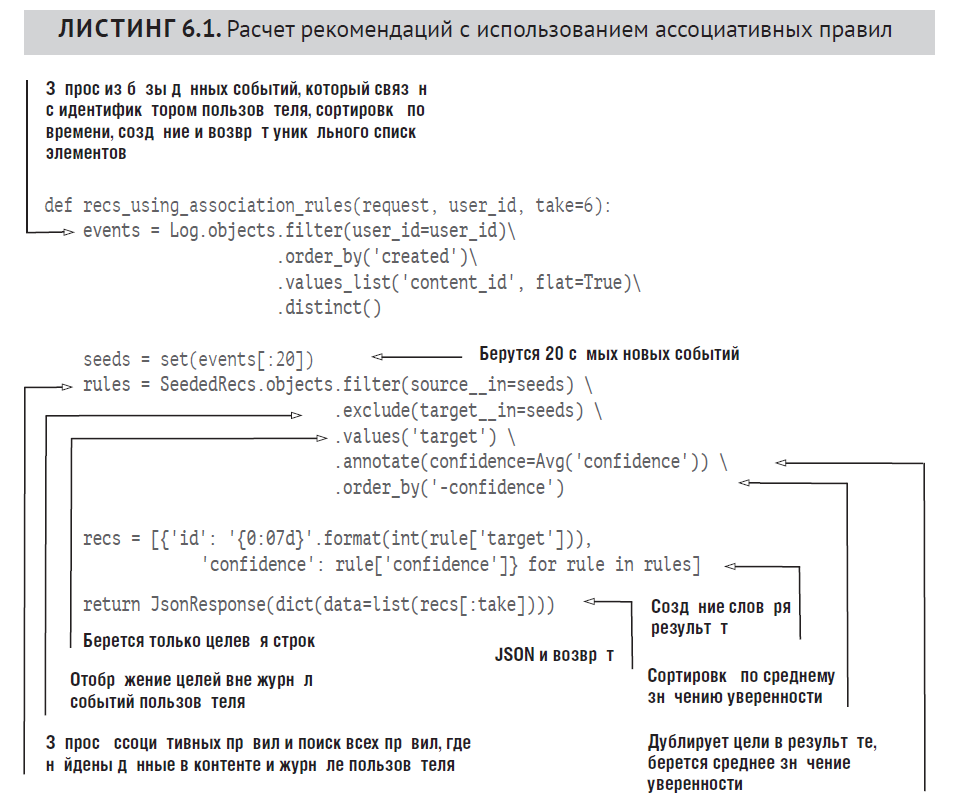 ЛИСТИНГ 6.1. Расчет рекомендаций с использованием ассоциативных правил
З прос из б зы д нных событий, который связ н
с идентифик тором пользов теля, сортировк по
времени, созд ние и возвр т уник льного списк
элементов
def recs_using_association_rules(request, user_id, take=6):
events = Log.objects.filter(user_id=user_id)\
.order_by('created')\
.values_list('content_id', flat=True)\
.distinct()
seeds = set(events[:20])
Берутся 20 с мых новых событий
rules = SeededRecs.objects.filter(source__in=seeds) \
.exclude(target__in=seeds) \
.values('target') \
.annotate(confidence=Avg('confidence')) \
.order_by('-confidence')
recs = [{'id': '{0:07d}'.format(int(rule['target'])),
'confidence': rule['confidence']} for rule in rules]
return JsonResponse(dict(data=list(recs[:take])))
Созд ние слов ря
результ т
Берется только целев я строк
JSON и возвр т
Отобр жение целей вне журн л
событий пользов теля
Сортировк по среднему
зн чению уверенности
З прос ссоци тивных пр вил и поиск всех пр вил, где
н йдены д нные в контенте и журн ле пользов теля
Дублирует цели в результ те,
берется среднее зн чение
уверенности